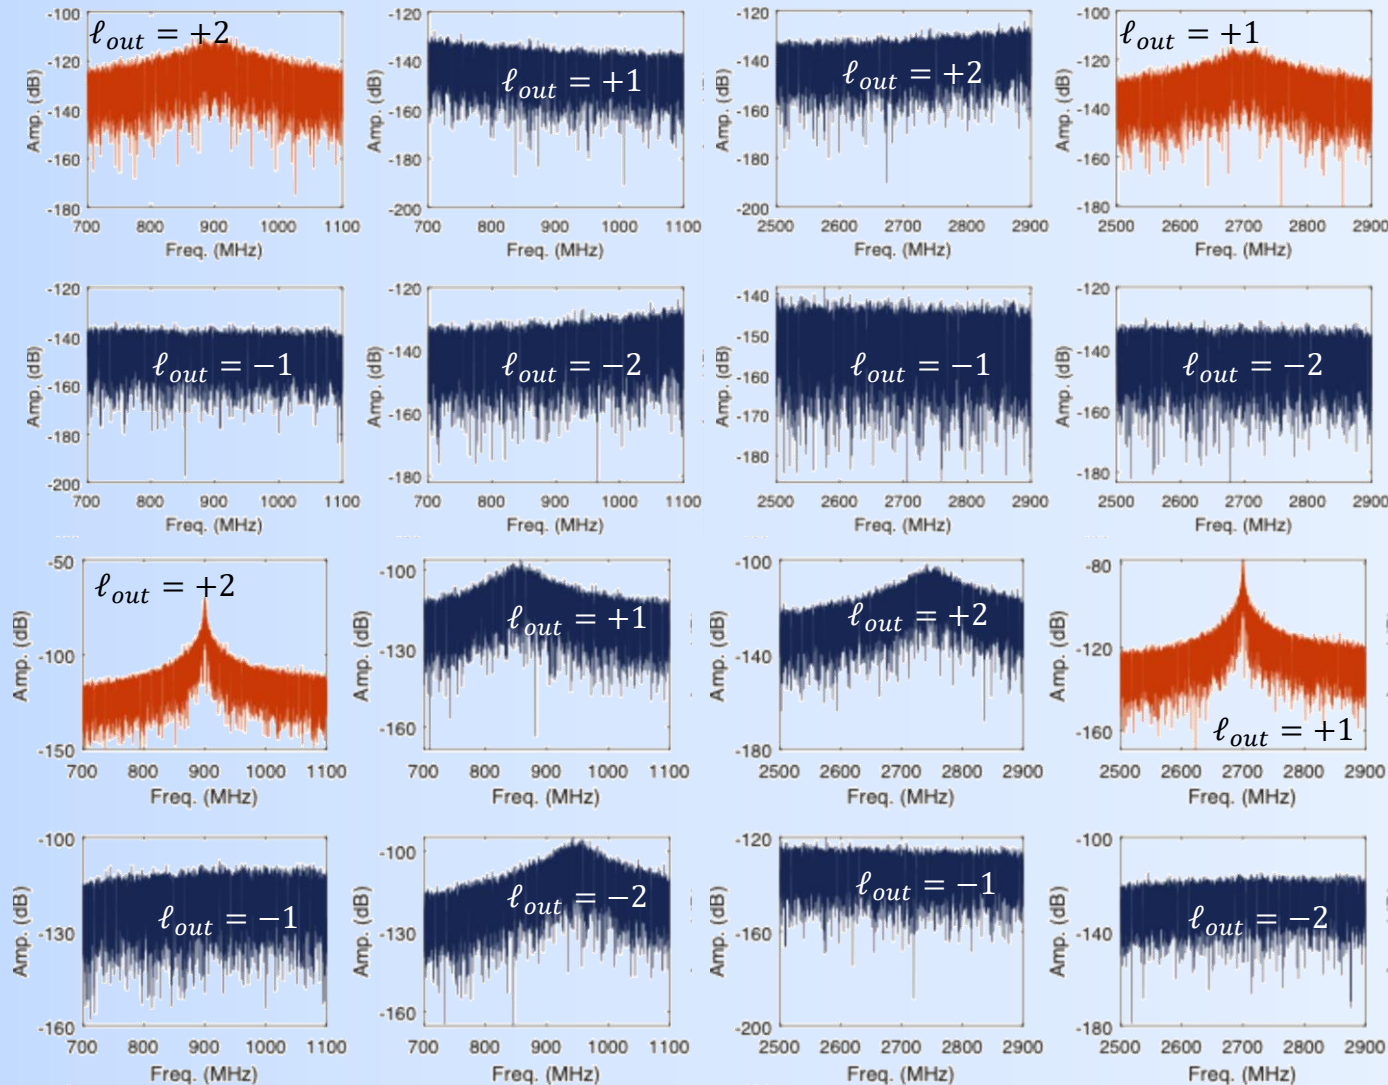 -100
-120
-140
-160
-180
Amp. (dB)
ℓout = +2
700 800 900 1000 1100
Freq. (MHz)
-120
-140
-160
-180
-200
Amp. (dB)
ℓout = +1
700 800 900 1000 1100
Freq. (MHz)
-120
-140
-160
-180
-200
Amp. (dB)
ℓout = +2
2500 2600 2700 2800 2900
Freq. (MHz)
-100
-120
-140
-160
-180
Amp. (dB)
ℓout = +1
2500 2600 2700 2800 2900
Freq. (MHz)
-120
-140
-160
-180
-200
Amp. (dB)
ℓout = −1
700 800 900 1000 1100
Freq. (MHz)
-120
-140
-160
-180
Amp. (dB)
ℓout = −2
700 800 900 1000 1100
Freq. (MHz)
-140
-150
-160
-170
-180
Amp. (dB)
ℓout = −1
2500 2600 2700 2800 2900
Freq. (MHz)
-120
-140
-160
-180
Amp. (dB)
ℓout = −2
2500 2600 2700 2800 2900
Freq. (MHz)
-50
-100
-150
Amp. (dB)
ℓout = +2
700 800 900 1000 1100
Freq. (MHz)
-100
-130
-160
Amp. (dB)
ℓout = +1
700 800 900 1000 1100
Freq. (MHz)
-100
-140
-180
Amp. (dB)
ℓout = +2
2500 2600 2700 2800 2900
Freq. (MHz)
-80
-120
-160
Amp. (dB)
ℓout = +1
2500 2600 2700 2800 2900
Freq. (MHz)
-100
-130
-160
Amp. (dB)
ℓout = −1
700 800 900 1000 1100
Freq. (MHz)
-100
-130
-160
Amp. (dB)
ℓout = −2
700 800 900 1000 1100
Freq. (MHz)
-120
-160
-200
Amp. (dB)
ℓout = −1
2500 2600 2700 2800 2900
Freq. (MHz)
-100
-140
-180
Amp. (dB)
ℓout = −2
2500 2600 2700 2800 2900
Freq. (MHz)